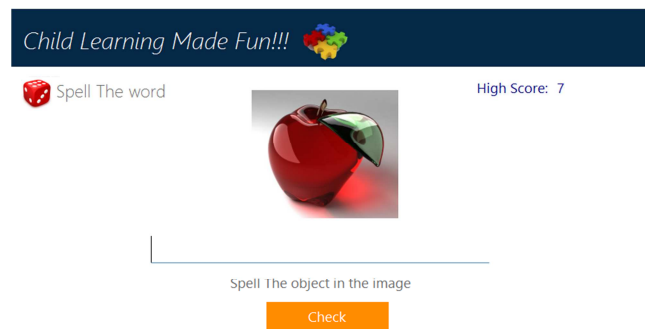 Child Learning Made Fun!!!
Spell The word
High Score: 7
Spell The object in the image
Check